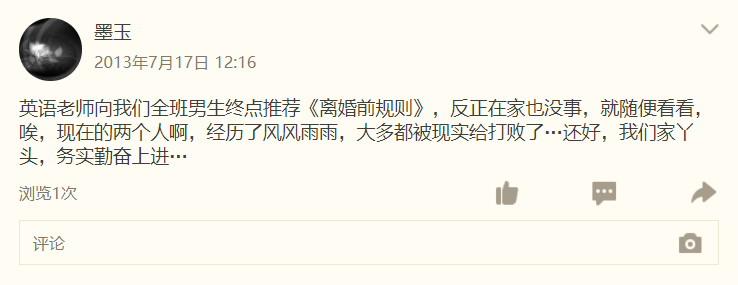 墨玉
2013年7月17日 12:16
英语老师向我们全班男生终点推荐《离婚前规则》，反正在家也没事，就随便看看，
唉，现在的两个人啊，经历了风风雨雨，大多都被现实给打败了…还好，我们家丫
头，务实勤奋上进…
浏览1次
评论